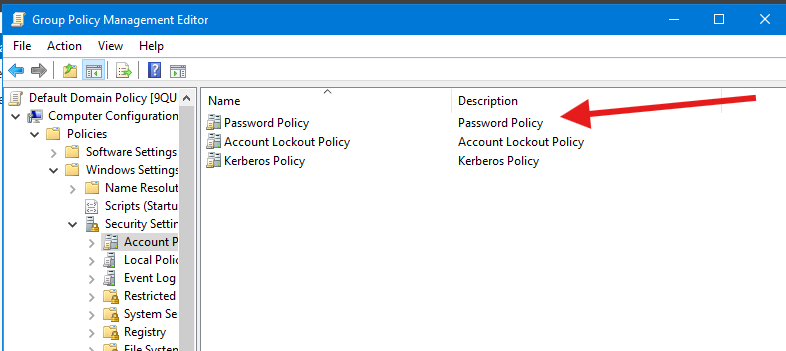 Group Policy Management Editor
File Action View Help
Default Domain Policy [9QU
Computer Configuration
Policies
Software Settings
Windows Settings
Name Resolut
Scripts (Startu
Security Settin
Account P
Local Polic
Event Log
Restricted
System Se
Registry
File System
Name Description
Password Policy Password Policy
Account Lockout Policy Account Lockout Policy
Kerberos Policy Kerberos Policy